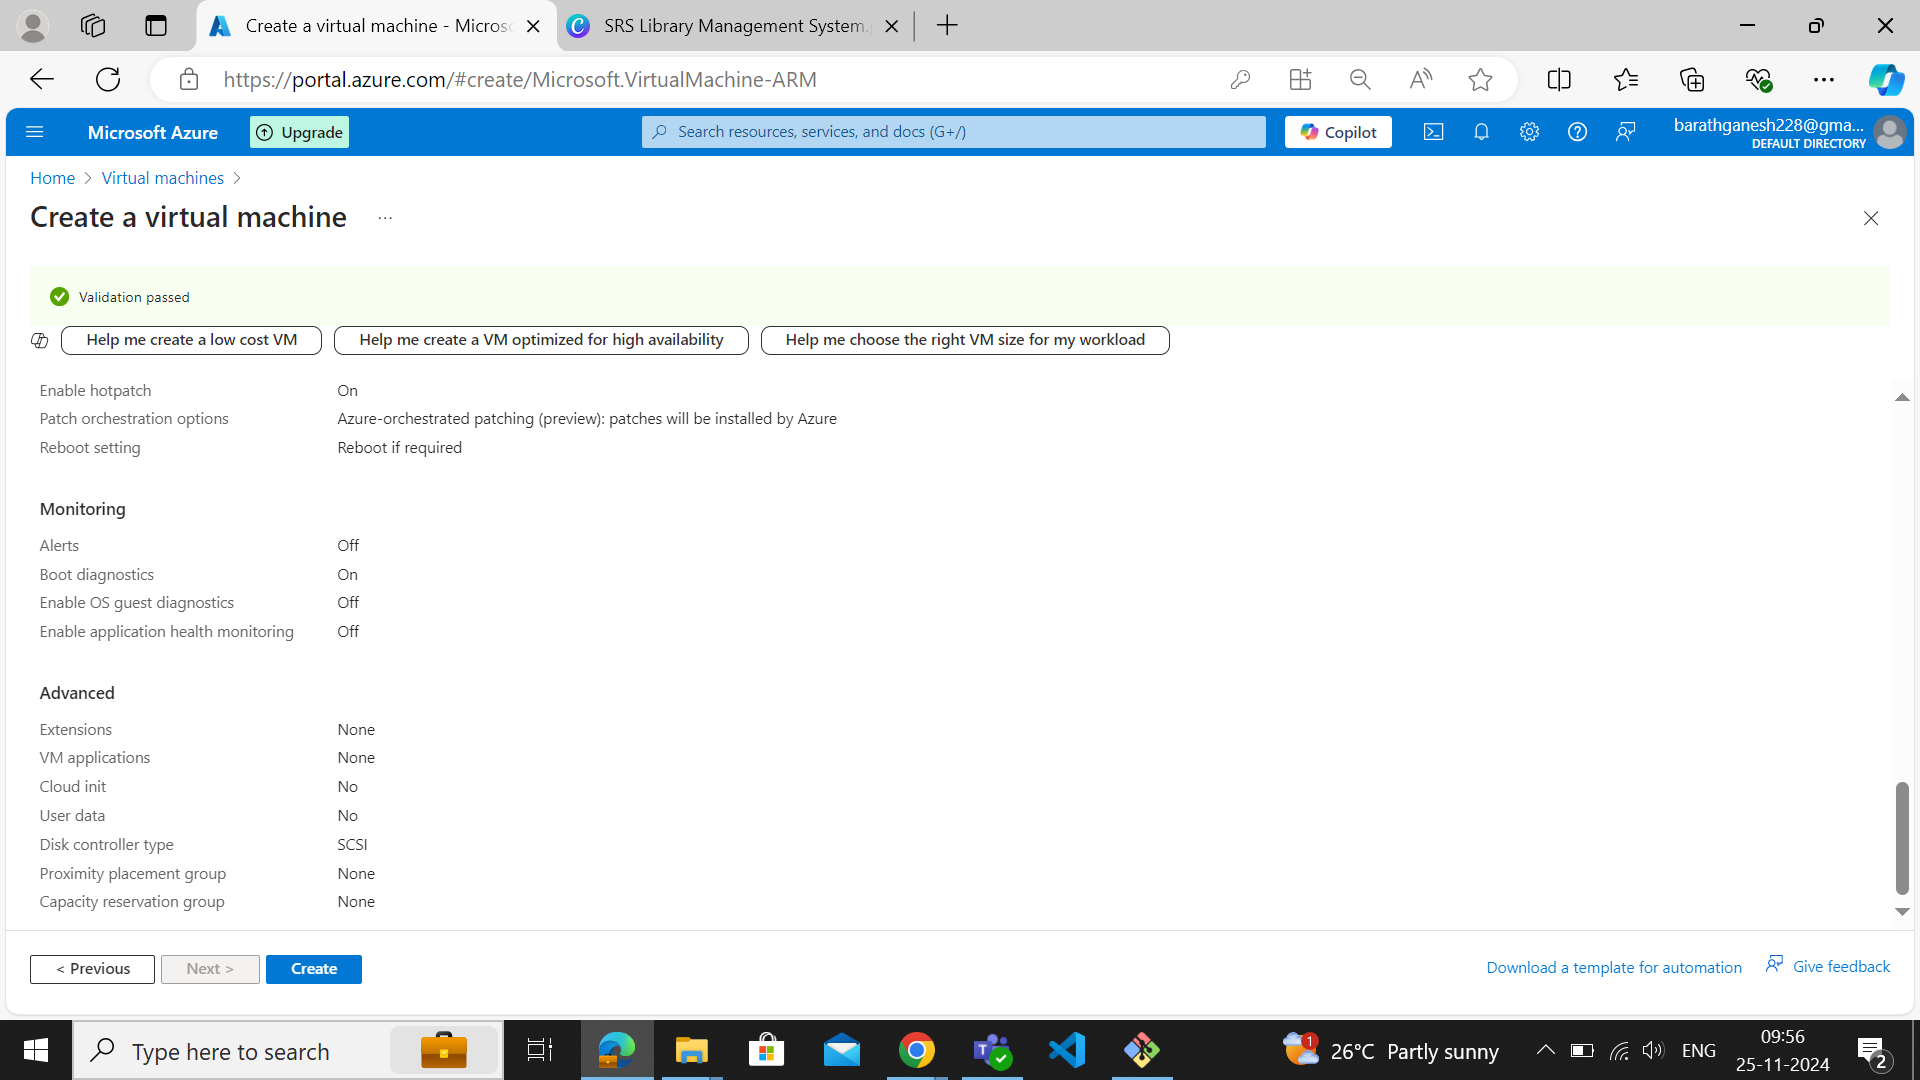 Create a virtual machine - Micros
SRS Library Management System.
https://portal.azure.com/#create/Microsoft.VirtualMachine-ARM
Microsoft Azure
Upgrade
Search resources, services, and docs (G+/)
Copilot
barathganesh228@gma...
DEFAULT DIRECTORY
Home
Virtual machines
Create a virtual machine
...
Validation passed
Help me create a low cost VM
Help me create a VM optimized for high availability
Help me choose the right VM size for my workload
Enable hotpatch On
Patch orchestration options Azure-orchestrated patching (preview): patches will be installed by Azure
Reboot setting Reboot if required
Monitoring
Alerts Off
Boot diagnostics On
Enable OS guest diagnostics Off
Enable application health monitoring Off
Advanced
Extensions None
VM applications None
Cloud init No
User data No
Disk controller type SCSI
Proximity placement group None
Capacity reservation group None
< Previous
Next >
Create
Download a template for automation
Give feedback
Type here to search
1
26°C Partly sunny
ENG
09:56
25-11-2024
2